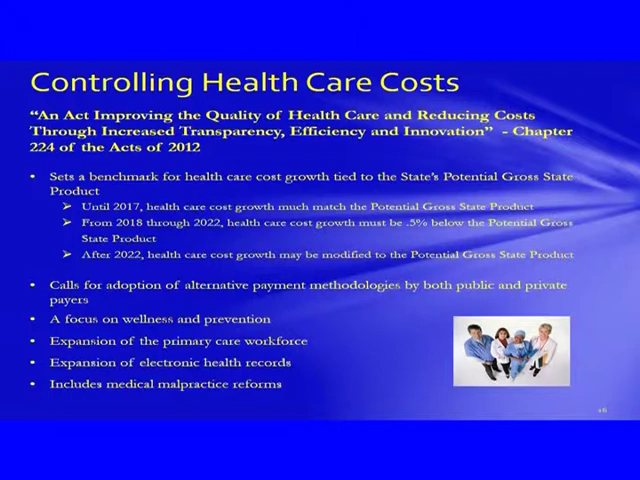 Controlling Health Care Costs
“An Act Improving the Quality of Health Care and Reducing Costs
Through Increased Transparency, Efficiency and Innovation” - Chapter
224 of the Acts of 2012
• Sets a benchmark for health care cost growth tied to the State’s Potential Gross State
Product
➢ Until 2017, health care cost growth much match the Potential Gross State Product
➢ From 2018 through 2022, health care cost growth must be .5% below the Potential Gross
State Product
➢ After 2022, health care cost growth may be modified to the Potential Gross State Product
• Calls for adoption of alternative payment methodologies by both public and private
payers
• A focus on wellness and prevention
• Expansion of the primary care workforce
• Expansion of electronic health records
• Includes medical malpractice reforms